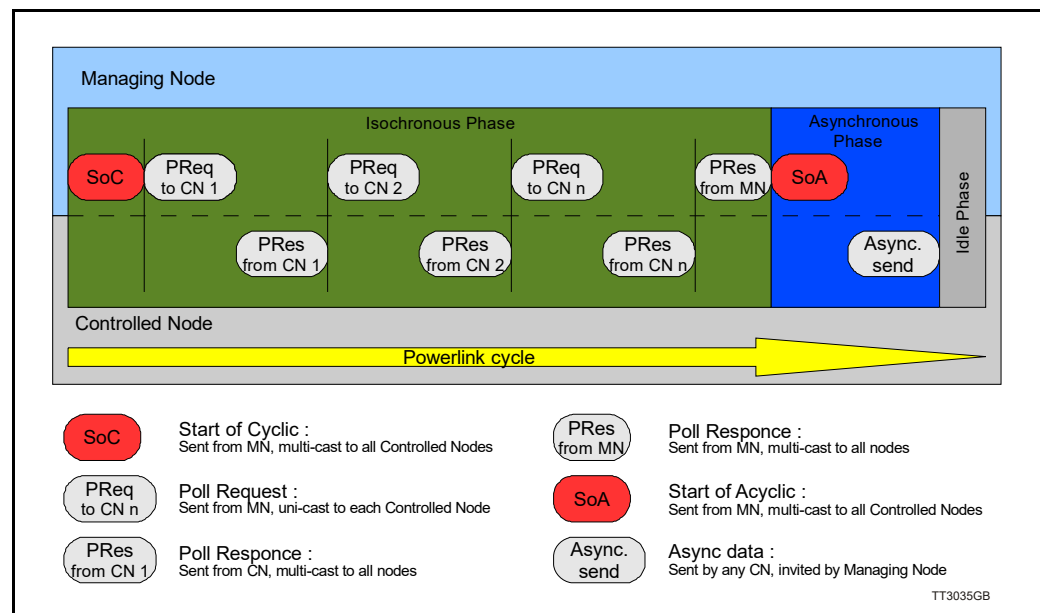 Managing Node
Isochronous Phase
Asynchronous
Phase
Idle Phase
SoC
PReq
to CN 1
PReq
to CN 2
PReq
to CN n
PRes
from MN
SoA
PRes
from CN 1
PRes
from CN 2
PRes
from CN n
Async.
send
Controlled Node
Powerlink cycle
SoC
Start of Cyclic :
Sent from MN, multi-cast to all Controlled Nodes
PReq
to CN n
Poll Request :
Sent from MN, uni-cast to each Controlled Node
PRes
from CN 1
Poll Responce :
Sent from CN, multi-cast to all nodes
PRes
from MN
Poll Responce :
Sent from MN, multi-cast to all nodes
SoA
Start of Acyclic :
Sent from MN, multi-cast to all Controlled Nodes
Async.
send
Async data :
Sent by any CN, invited by Managing Node
TT3035GB